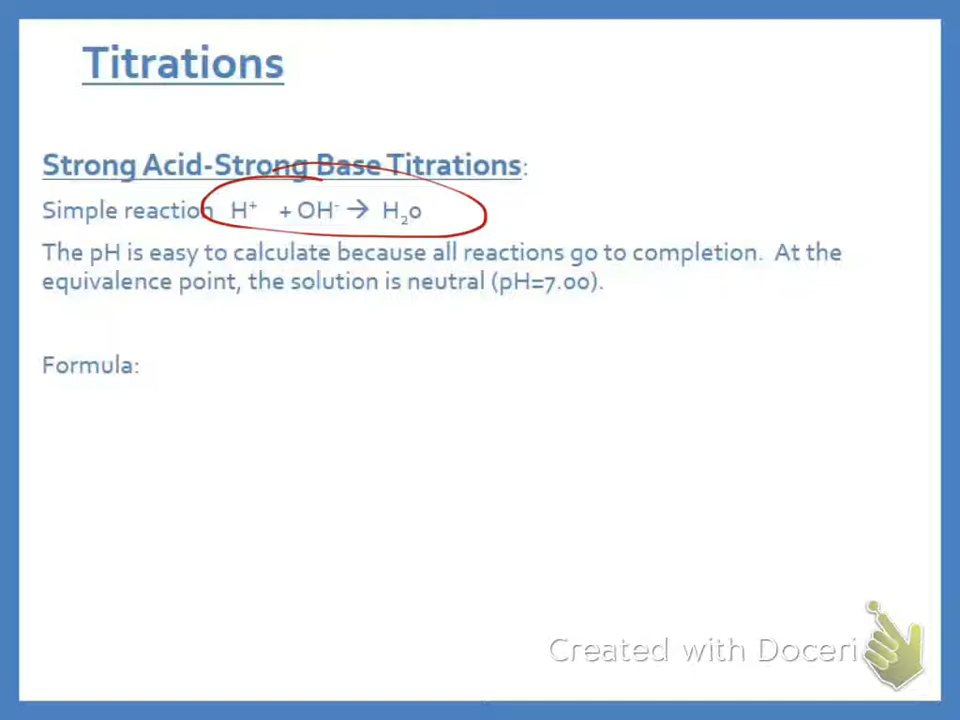 Titrations
Strong Acid-Strong Base Titrations:
Simple reaction H⁺ + OH⁻ → H₂o
The pH is easy to calculate because all reactions go to completion. At the
equivalence point, the solution is neutral (pH=7.00).
Formula:
Created with Doceri